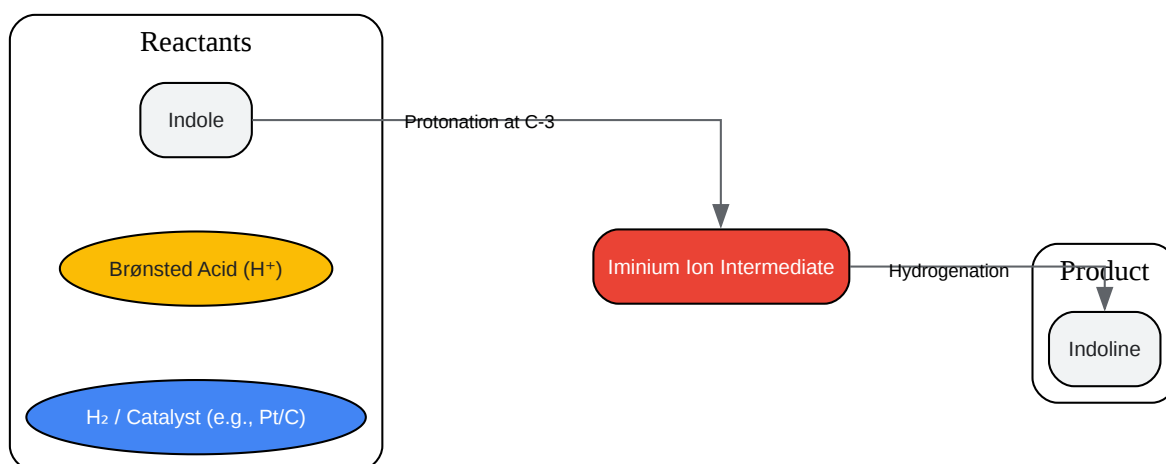 Reactants
Indole
Protonation at C-3
Brønsted Acid (H⁺)
Iminium Ion Intermediate
Hydrogenation
Product
Indoline
H₂ / Catalyst (e.g., Pt/C)